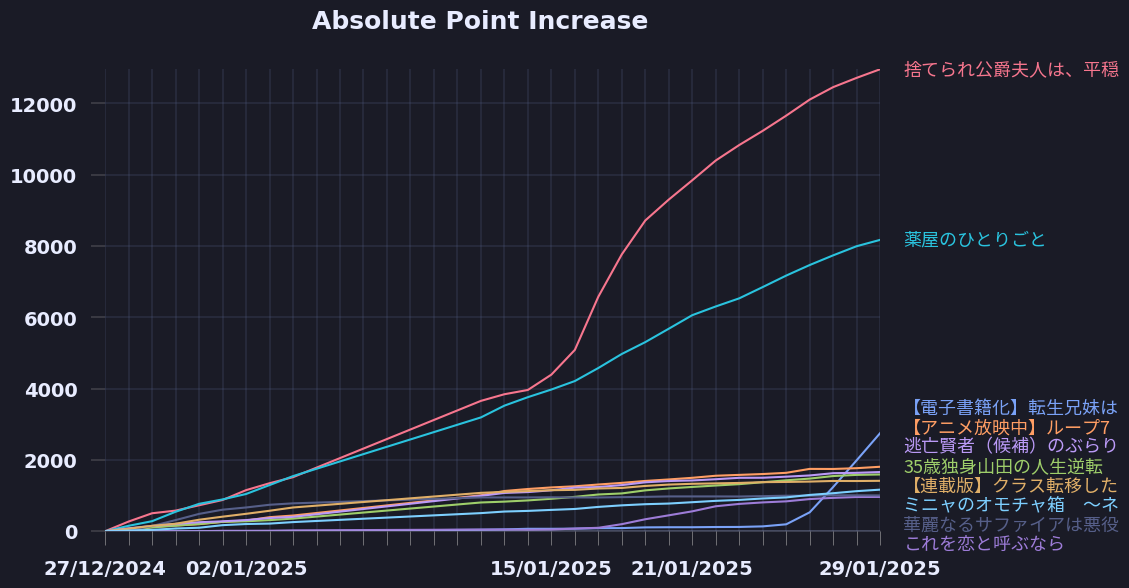 Absolute Point Increase
捨てられ公爵夫人は、平穏
12000
10000
薬屋のひとりごと
8000
6000
4000
【電子書籍化】転生兄妹は
【アニメ放映中】ループ7
逃亡賢者（候補）のぶらり
2000
35歳独身山田の人生逆転
【連載版】クラス転移した
ミニャのオモチャ箱　〜ネ
華麗なるサファイアは悪役
0
これを恋と呼ぶなら
27/12/2024 02/01/2025 15/01/2025 21/01/2025 29/01/2025